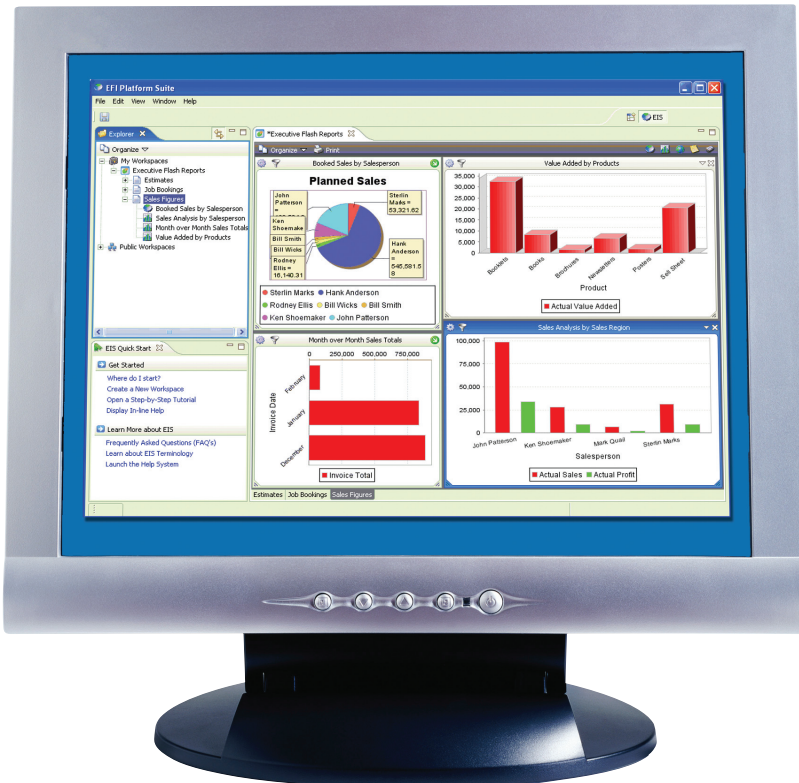 EFI Platform Suite
File Edit View Window Help
EIS
Explorer
Organize
My Workspaces
Executive Flash Reports
Estimates
Job Bookings
Sales Figures
Booked Sales by Salesperson
Sales Analysis by Salesperson
Month over Month Sales Totals
Value Added by Products
Public Workspaces
EIS Quick Start
Get Started
Where do I start?
Create a New Workspace
Open a Step-by-Step Tutorial
Display In-line Help
Learn More about EIS
Frequently Asked Questions (FAQ's)
Learn about EIS Terminology
Launch the Help System
*Executive Flash Reports
Organize Print
Booked Sales by Salesperson
Planned Sales
John
Patterson
=
Ken
Shoemake
Bill Smith
Bill Wicks
Rodney
Ellis =
16,140.31
Sterlin
Marks =
53,321.62
Hank
Anderson
=
545,581.5
8
Sterlin Marks Hank Anderson
Rodney Ellis Bill Wicks Bill Smith
Ken Shoemaker John Patterson
Value Added by Products
35,000
30,000
25,000
20,000
15,000
10,000
5,000
0
Booklets Books Brochures Newsletters Posters Sell Sheet
Product
Actual Value Added
Month over Month Sales Totals
0 250,000 500,000 750,000
Invoice Date
February
January
December
Invoice Total
Sales Analysis by Sales Region
100,000
75,000
50,000
25,000
0
John Patterson Ken Shoemaker Mark Quail Sterlin Marks
Salesperson
Actual Sales Actual Profit
Estimates Job Bookings Sales Figures